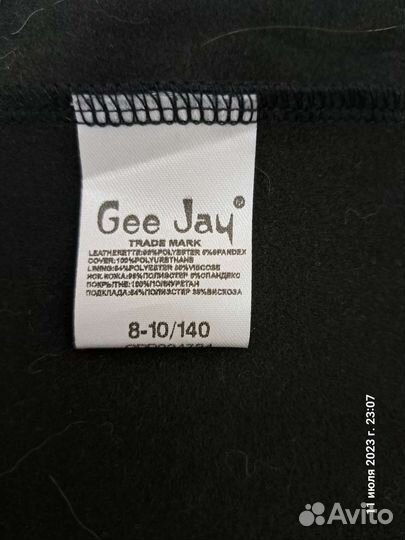 Gee Jay®
TRADE MARK
LEATHERETTE:95%POLYESTER 5%SPANDEX
COVER:100%POLYURETHANE
LINING:64%POLYESTER 36%VISCOSE
ИСК.КОЖА:95%ПОЛИЭСТЕР 5%СПАНДЕКС
ПОКРЫТИЕ:100%ПОЛИУРЕТАН
ПОДКЛАДА:64%ПОЛИЭСТЕР 36%ВИСКОЗА
8-10/140
11 июля 2023 г. 23:07
Avito